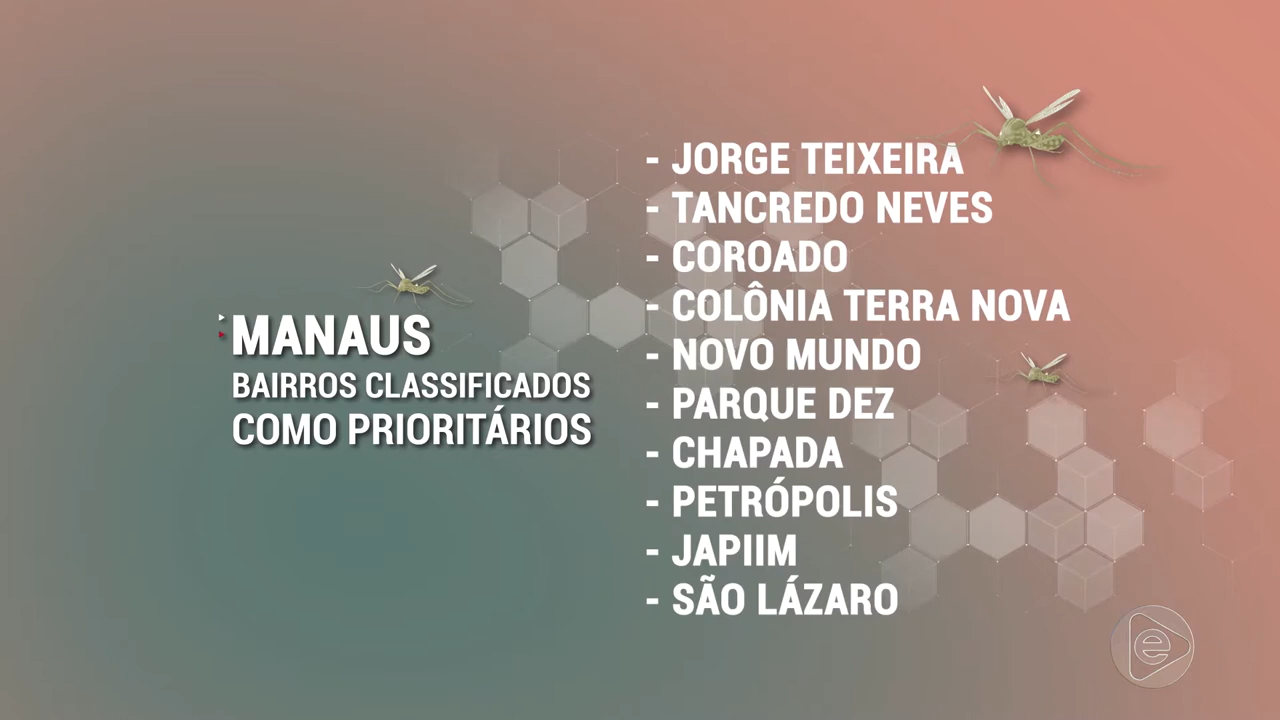 MANAUS
BAIRROS CLASSIFICADOS
COMO PRIORITÁRIOS
- JORGE TEIXEIRA
- TANCREDO NEVES
- COROADO
- COLÔNIA TERRA NOVA
- NOVO MUNDO
- PARQUE DEZ
- CHAPADA
- PETRÓPOLIS
- JAPIIM
- SÃO LÁZARO
e